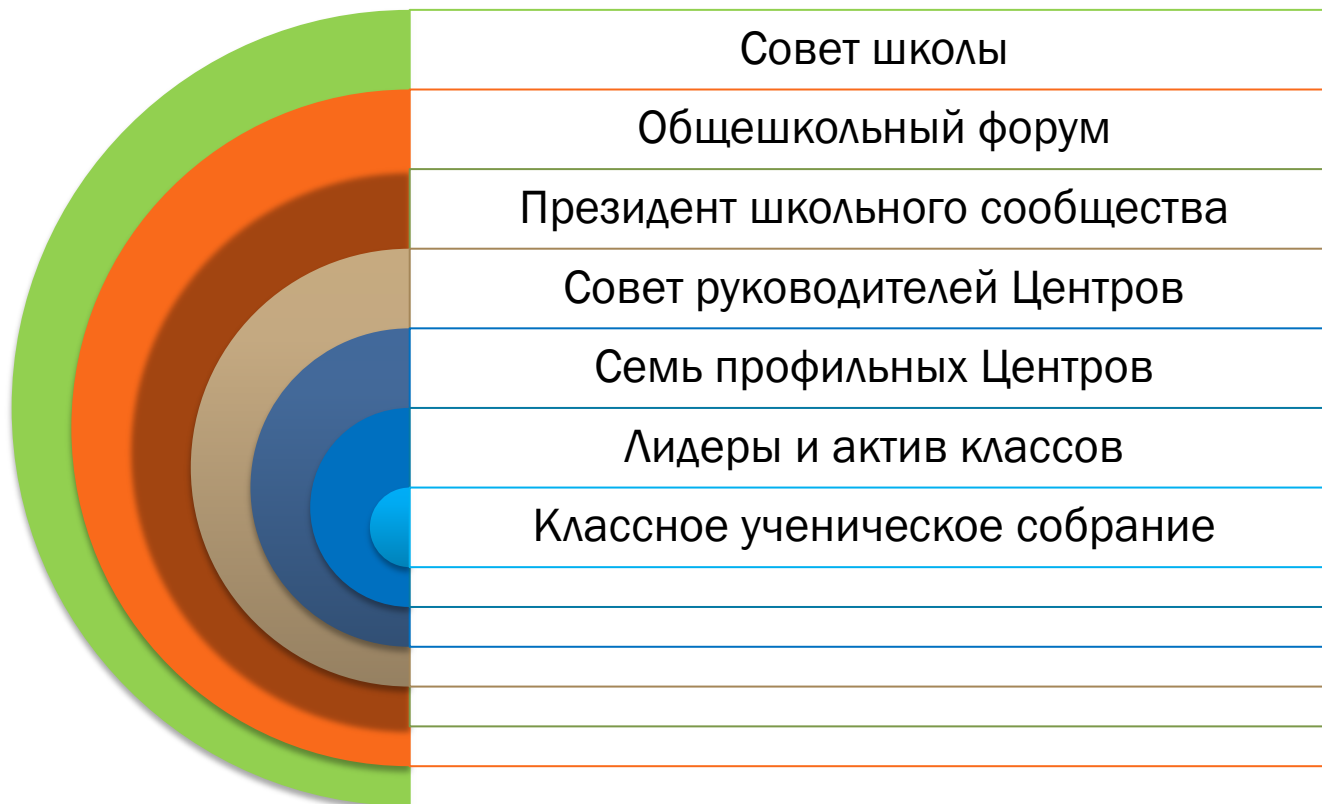 Совет школы
Общешкольный форум
Президент школьного сообщества
Совет руководителей Центров
Семь профильных Центров
Лидеры и актив классов
Классное ученическое собрание